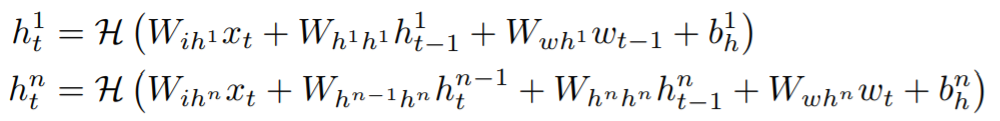 $h_t^1 = \mathcal{H}\left(W_{ih^1} x_t + W_{h^1h^1} h_{t-1}^1 + W_{wh^1} w_{t-1} + b_h^1\right)$
$h_t^n = \mathcal{H}\left(W_{ih^n} x_t + W_{h^{n-1}h^n} h_t^{n-1} + W_{h^nh^n} h_{t-1}^n + W_{wh^n} w_t + b_h^n\right)$